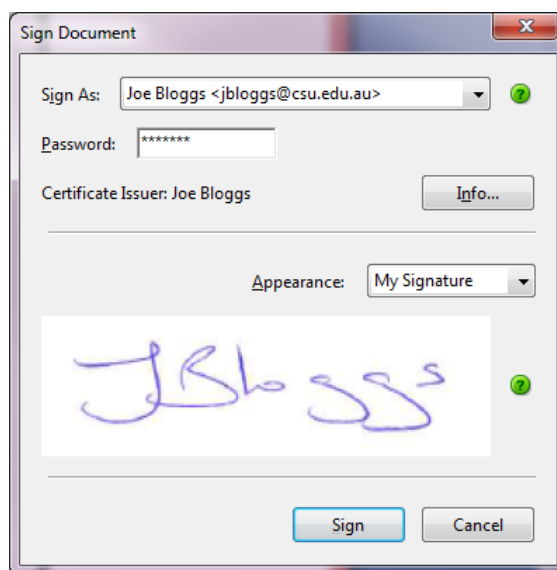 Sign Document
Sign As: Joe Bloggs <jbloggs@csu.edu.au> ?
Password: *******
Certificate Issuer: Joe Bloggs Info...
Appearance: My Signature
JBloggs ?
Sign Cancel